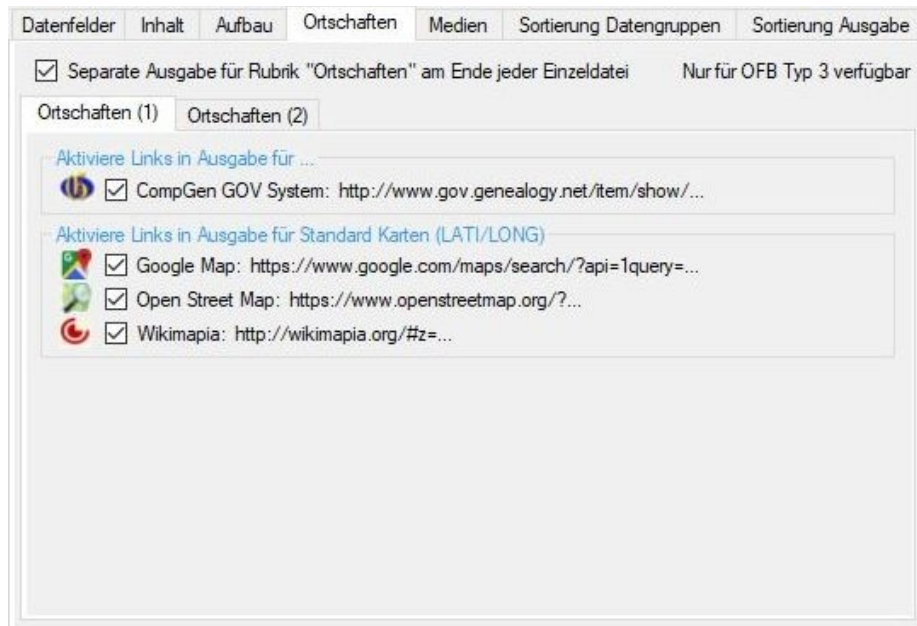 Datenfelder Inhalt Aufbau Ortschaften Medien Sortierung Datengruppen Sortierung Ausgabe
Separate Ausgabe für Rubrik "Ortschaften" am Ende jeder Einzeldatei Nur für OFB Typ 3 verfügbar
Ortschaften (1) Ortschaften (2)
Aktiviere Links in Ausgabe für ...
CompGen GOV System: http://www.gov.genealogy.net/item/show/...
Aktiviere Links in Ausgabe für Standard Karten (LATI/LONG)
Google Map: https://www.google.com/maps/search/?api=1query=...
Open Street Map: https://www.openstreetmap.org/?...
Wikimapia: http://wikimapia.org/#z=...